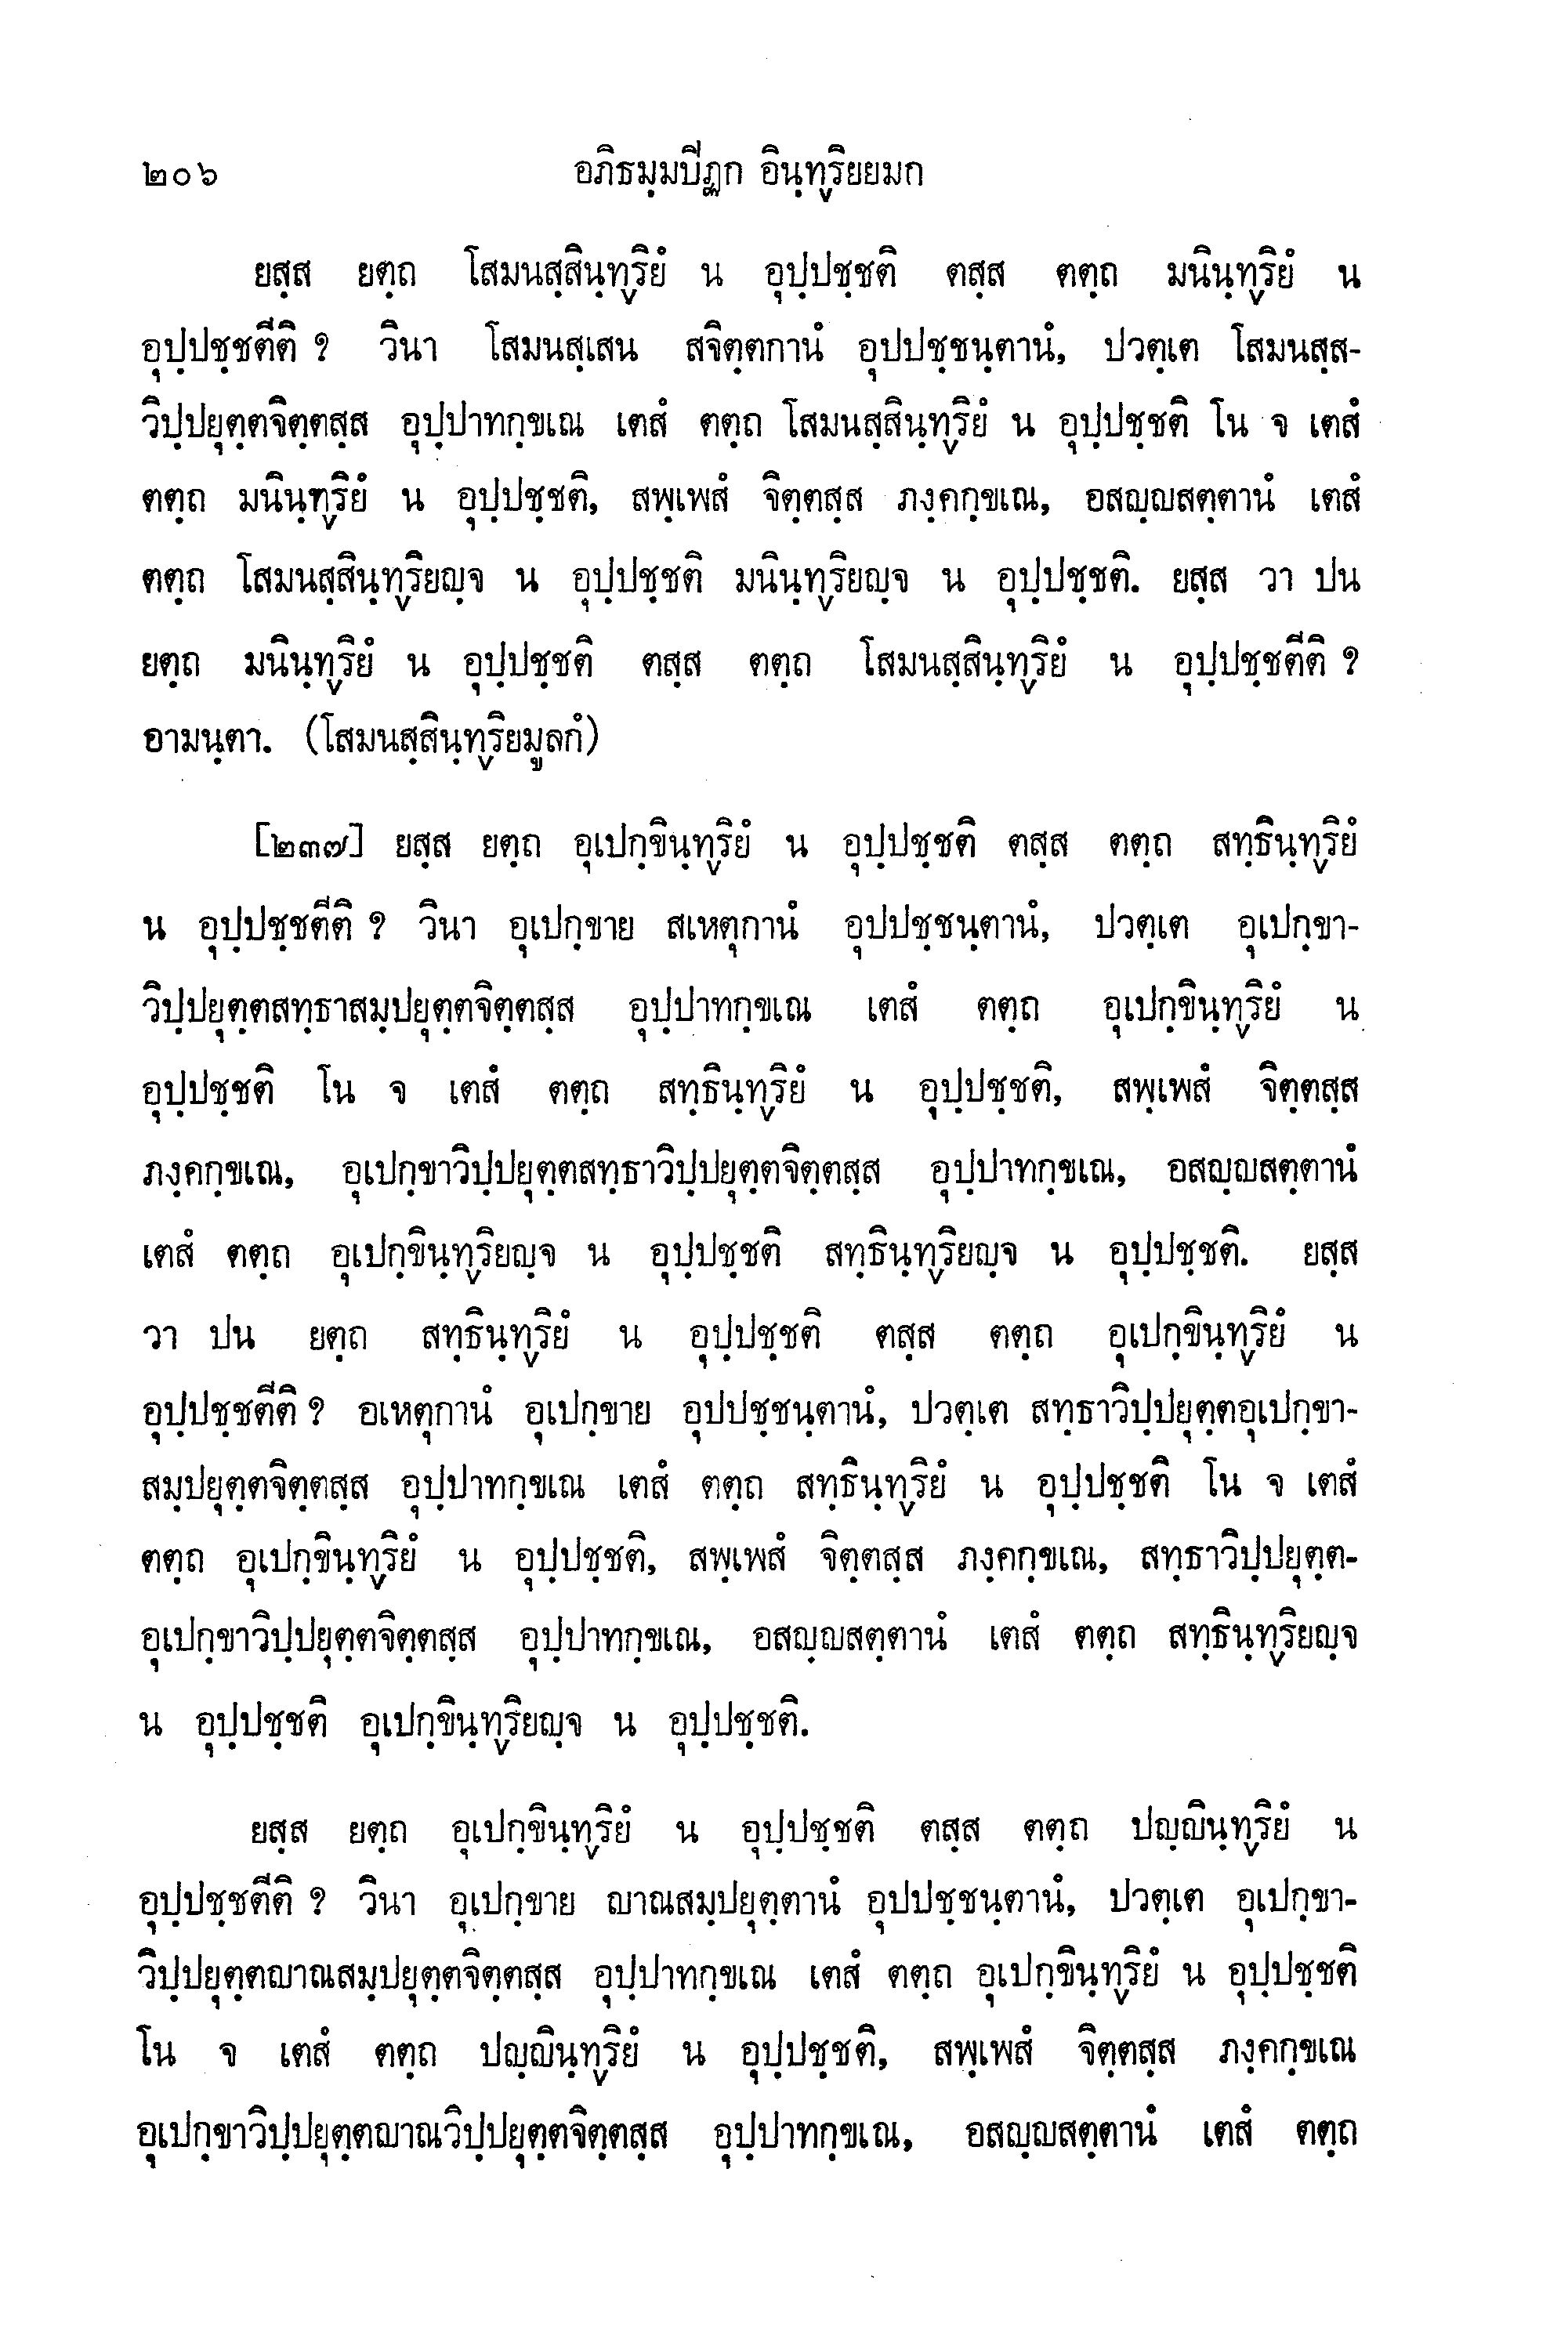 ๒๐๖ อภิธมฺมปีฏก อินฺทฺริยยมก
ยสฺส ยตฺถ โสมนสฺสินฺทฺริยํ น อุปฺปชฺชติ ตสฺส ตตฺถ มนินฺทฺริยํ น
อุปฺปชฺชตีติ ? วินา โสมนสฺเสน สจิตฺตกานํ อุปปชฺชนฺตานํ, ปวตฺเต โสมนสฺส-
วิปฺปยุตฺตจิตฺตสฺส อุปฺปาทกฺขเณ เตสํ ตตฺถ โสมนสฺสินฺทฺริยํ น อุปฺปชฺชติ โน จ เตสํ
ตตฺถ มนินฺทฺริยํ น อุปฺปชฺชติ, สพฺเพสํ จิตฺตสฺส ภงฺคกฺขเณ, อสญฺญสตฺตานํ เตสํ
ตตฺถ โสมนสฺสินฺทฺริยญฺจ น อุปฺปชฺชติ มนินฺทฺริยญฺจ น อุปฺปชฺชติ. ยสฺส วา ปน
ยตฺถ มนินฺทฺริยํ น อุปฺปชฺชติ ตสฺส ตตฺถ โสมนสฺสินฺทฺริยํ น อุปฺปชฺชตีติ ?
อามนฺตา. (โสมนสฺสินฺทฺริยมูลกํ)
[๒๓๗] ยสฺส ยตฺถ อุเปกฺขินฺทฺริยํ น อุปฺปชฺชติ ตสฺส ตตฺถ สทฺธินฺทฺริยํ
น อุปฺปชฺชตีติ ? วินา อุเปกฺขาย สเหตุกานํ อุปปชฺชนฺตานํ, ปวตฺเต อุเปกฺขา-
วิปฺปยุตฺตสทฺธาสมฺปยุตฺตจิตฺตสฺส อุปฺปาทกฺขเณ เตสํ ตตฺถ อุเปกฺขินฺทฺริยํ น
อุปฺปชฺชติ โน จ เตสํ ตตฺถ สทฺธินฺทฺริยํ น อุปฺปชฺชติ, สพฺเพสํ จิตฺตสฺส
ภงฺคกฺขเณ, อุเปกฺขาวิปฺปยุตฺตสทฺธาวิปฺปยุตฺตจิตฺตสฺส อุปฺปาทกฺขเณ, อสญฺญสตฺตานํ
เตสํ ตตฺถ อุเปกฺขินฺทฺริยญฺจ น อุปฺปชฺชติ สทฺธินฺทฺริยญฺจ น อุปฺปชฺชติ. ยสฺส
วา ปน ยตฺถ สทฺธินฺทฺริยํ น อุปฺปชฺชติ ตสฺส ตตฺถ อุเปกฺขินฺทฺริยํ น
อุปฺปชฺชตีติ ? อเหตุกานํ อุเปกฺขาย อุปปชฺชนฺตานํ, ปวตฺเต สทฺธาวิปฺปยุตฺตอุเปกฺขา-
สมฺปยุตฺตจิตฺตสฺส อุปฺปาทกฺขเณ เตสํ ตตฺถ สทฺธินฺทฺริยํ น อุปฺปชฺชติ โน จ เตสํ
ตตฺถ อุเปกฺขินฺทฺริยํ น อุปฺปชฺชติ, สพฺเพสํ จิตฺตสฺส ภงฺคกฺขเณ, สทฺธาวิปฺปยุตฺต-
อุเปกฺขาวิปฺปยุตฺตจิตฺตสฺส อุปฺปาทกฺขเณ, อสญฺญสตฺตานํ เตสํ ตตฺถ สทฺธินฺทฺริยญฺจ
น อุปฺปชฺชติ อุเปกฺขินฺทฺริยญฺจ น อุปฺปชฺชติ.
ยสฺส ยตฺถ อุเปกฺขินฺทฺริยํ น อุปฺปชฺชติ ตสฺส ตตฺถ ปญฺญินฺทฺริยํ น
อุปฺปชฺชตีติ ? วินา อุเปกฺขาย ญาณสมฺปยุตฺตานํ อุปปชฺชนฺตานํ, ปวตฺเต อุเปกฺขา-
วิปฺปยุตฺตญาณสมฺปยุตฺตจิตฺตสฺส อุปฺปาทกฺขเณ เตสํ ตตฺถ อุเปกฺขินฺทฺริยํ น อุปฺปชฺชติ
โน จ เตสํ ตตฺถ ปญฺญินฺทฺริยํ น อุปฺปชฺชติ, สพฺเพสํ จิตฺตสฺส ภงฺคกฺขเณ
อุเปกฺขาวิปฺปยุตฺตญาณวิปฺปยุตฺตจิตฺตสฺส อุปฺปาทกฺขเณ, อสญฺญสตฺตานํ เตสํ ตตฺถ